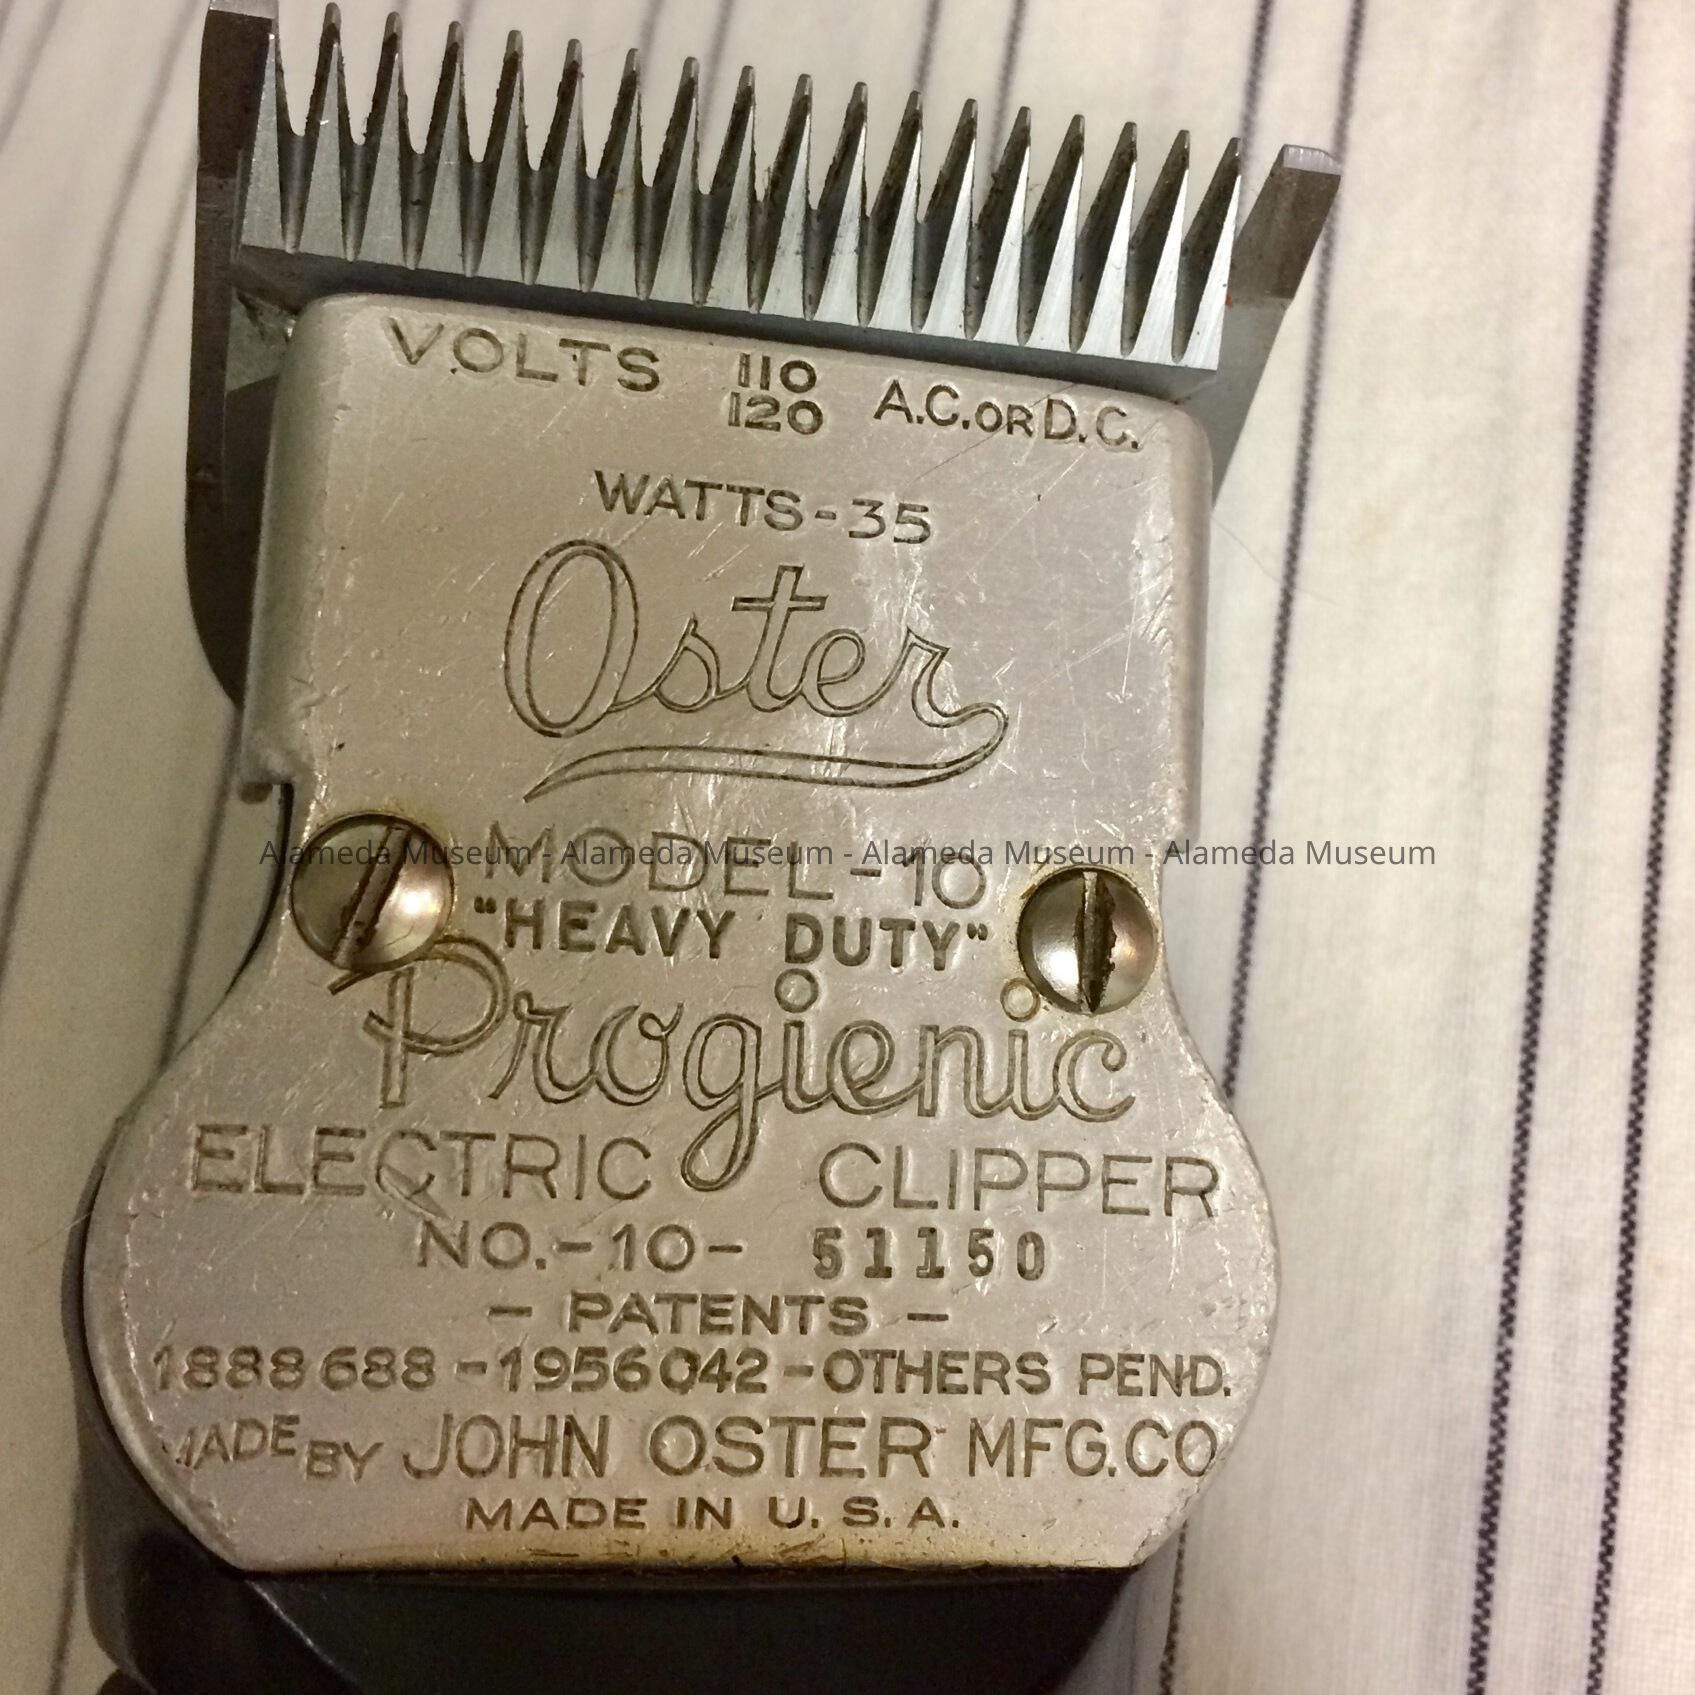 VOLTS 110 120 A.C. OR D.C.
WATTS-35
Oster
MODEL-10
Alameda Museum - Alameda Museum - Alameda Museum - Alameda Museum
"HEAVY DUTY"
Progienic
ELECTRIC CLIPPER
NO.-10- 51150
- PATENTS -
1888688-1956042-OTHERS PEND.
MADE BY JOHN OSTER MFG.CO
MADE IN U.S.A.